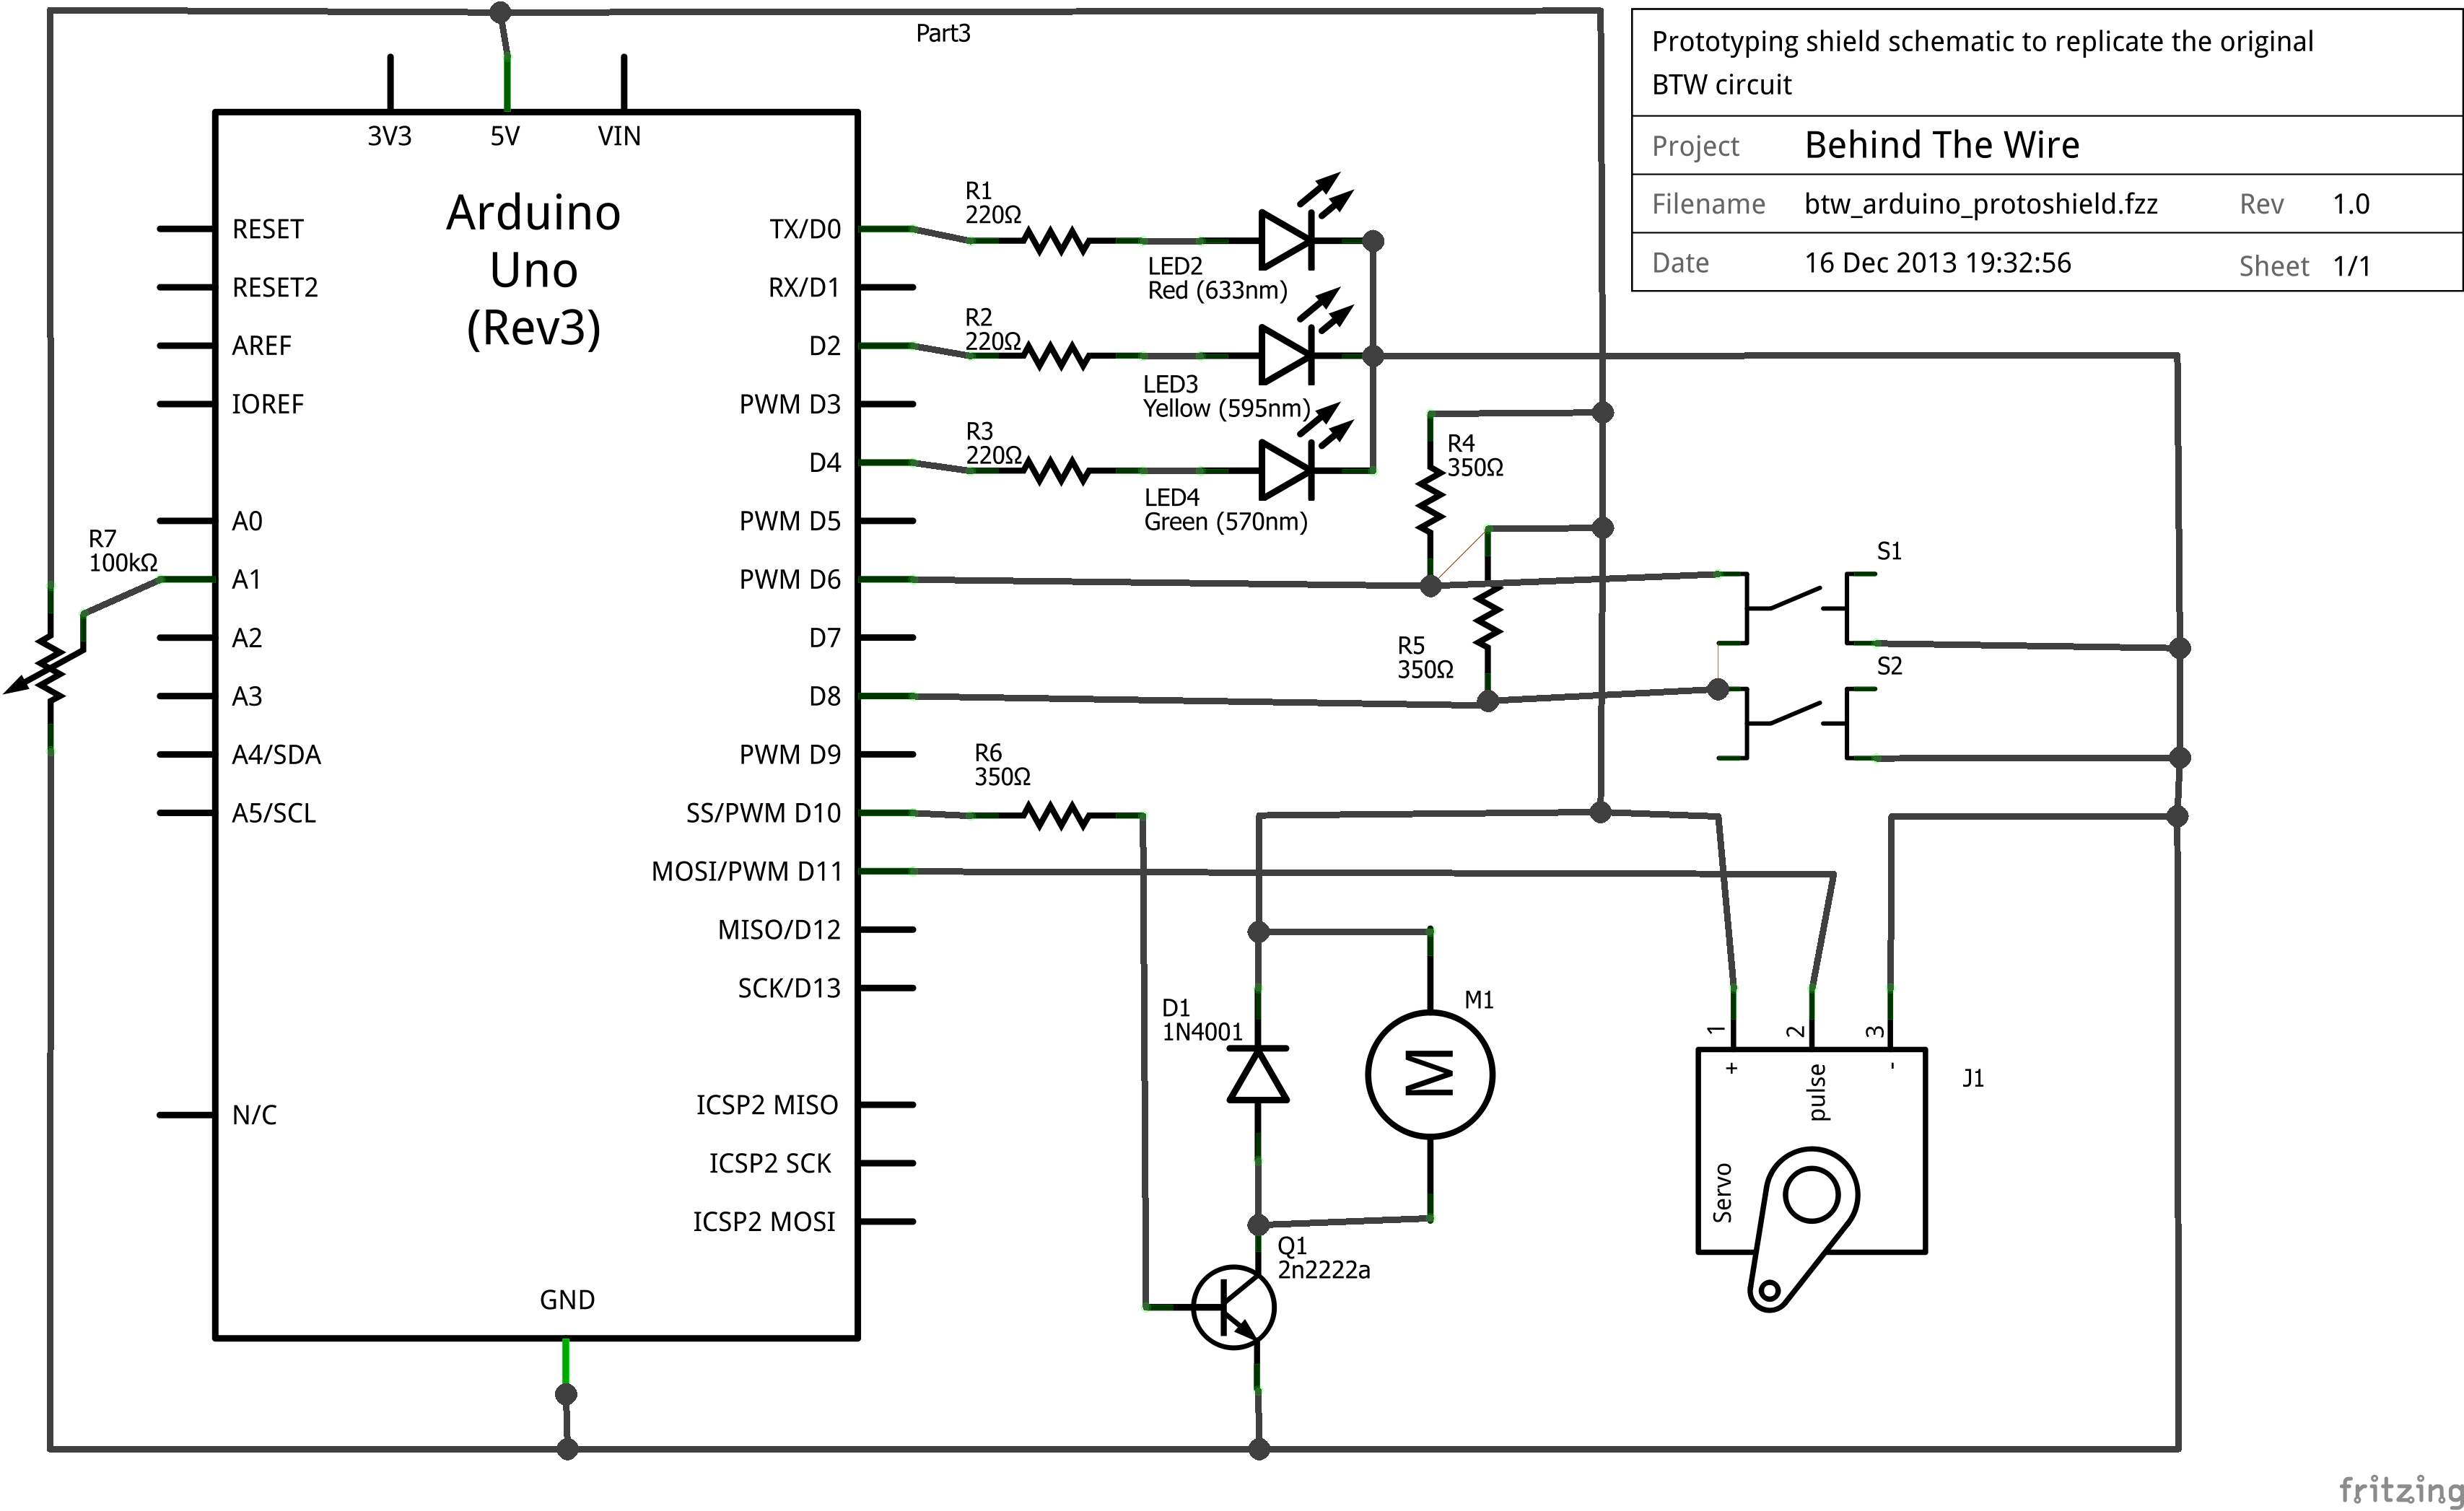 Part3
Prototyping shield schematic to replicate the original
BTW circuit
Project Behind The Wire
Filename btw_arduino_protoshield.fzz Rev 1.0
Date 16 Dec 2013 19:32:56 Sheet 1/1
3V3 5V VIN
Arduino
Uno
(Rev3)
RESET
RESET2
AREF
IOREF
A0
A1
A2
A3
A4/SDA
A5/SCL
N/C
GND
TX/D0
RX/D1
D2
PWM D3
D4
PWM D5
PWM D6
D7
D8
PWM D9
SS/PWM D10
MOSI/PWM D11
MISO/D12
SCK/D13
ICSP2 MISO
ICSP2 SCK
ICSP2 MOSI
R7
100kΩ
R1
220Ω
LED2
Red (633nm)
R2
220Ω
LED3
Yellow (595nm)
R3
220Ω
LED4
Green (570nm)
R4
350Ω
R5
350Ω
S1
S2
R6
350Ω
D1
1N4001
M1
M
Q1
2n2222a
1 2 3
+ pulse -
Servo
J1
fritzing